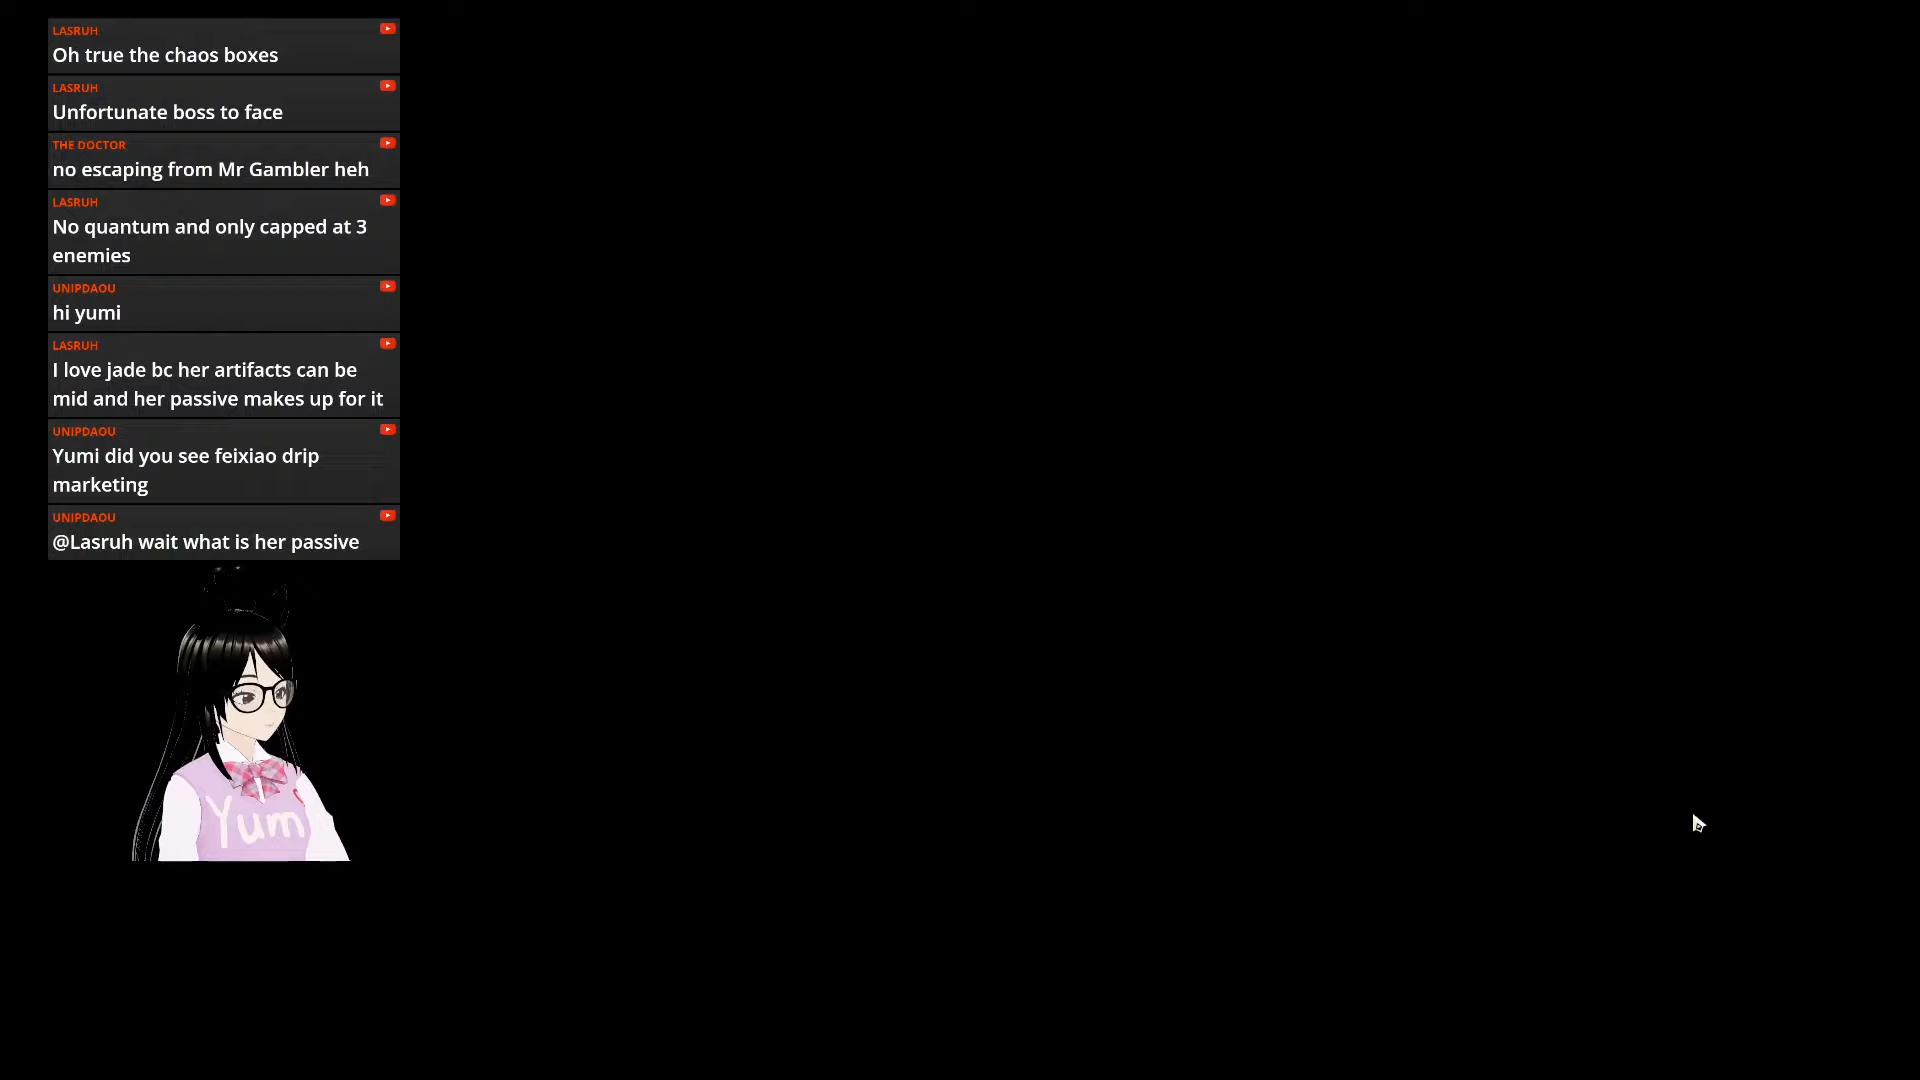 LASRUH
Oh true the chaos boxes
LASRUH
Unfortunate boss to face
THE DOCTOR
no escaping from Mr Gambler heh
LASRUH
No quantum and only capped at 3
enemies
UNIPDAOU
hi yumi
LASRUH
I love jade bc her artifacts can be
mid and her passive makes up for it
UNIPDAOU
Yumi did you see feixiao drip
marketing
UNIPDAOU
@Lasruh wait what is her passive
Yum